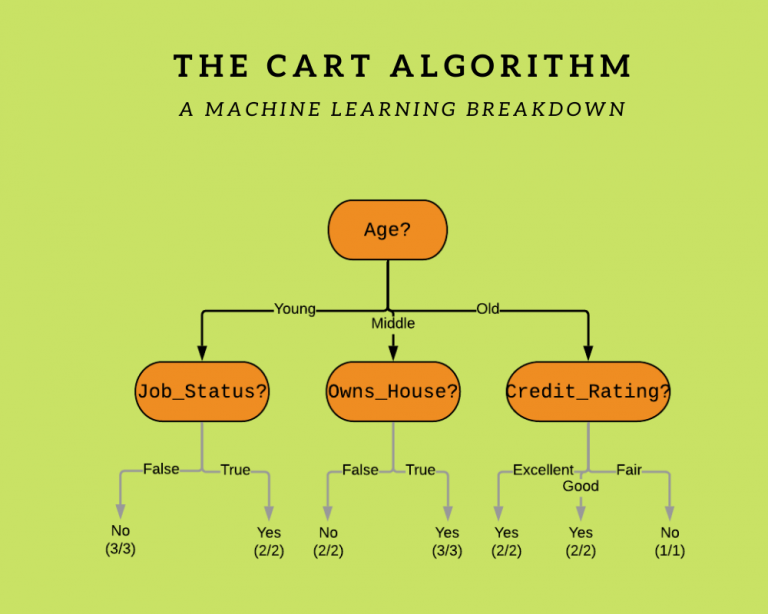 THE CART ALGORITHM
A MACHINE LEARNING BREAKDOWN
Age?
Young
Middle
Old
Job_Status?
Owns_House?
Credit_Rating?
False
True
False
True
Excellent
Good
Fair
No
(3/3)
Yes
(2/2)
No
(2/2)
Yes
(3/3)
Yes
(2/2)
Yes
(2/2)
No
(1/1)